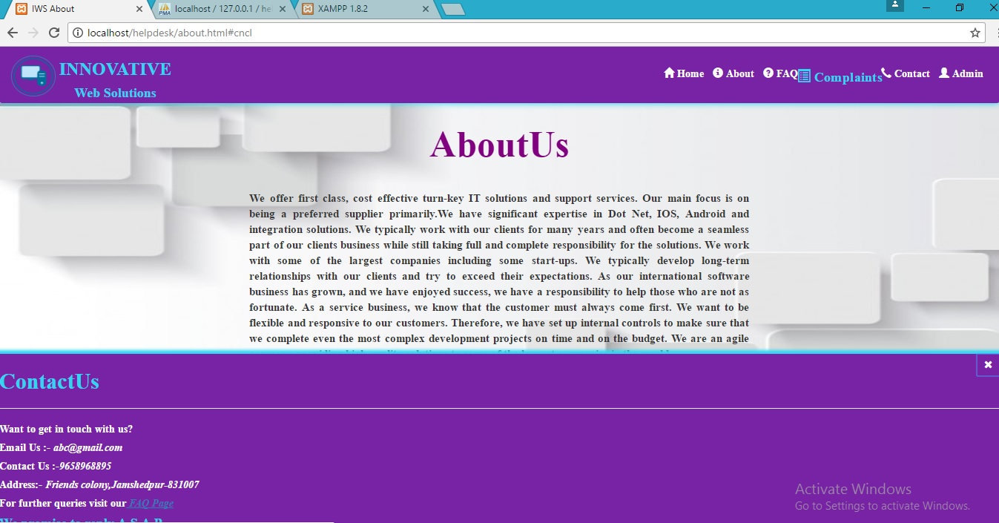 IWS About
localhost / 127.0.0.1 / he
XAMPP 1.8.2
localhost/helpdesk/about.html#cncl
INNOVATIVE
Web Solutions
Home About FAQ Complaints Contact Admin
AboutUs
We offer first class, cost effective turn-key IT solutions and support services. Our main focus is on
being a preferred supplier primarily.We have significant expertise in Dot Net, IOS, Android and
integration solutions. We typically work with our clients for many years and often become a seamless
part of our clients business while still taking full and complete responsibility for the solutions. We work
with some of the largest companies including some start-ups. We typically develop long-term
relationships with our clients and try to exceed their expectations. As our international software
business has grown, and we have enjoyed success, we have a responsibility to help those who are not as
fortunate. As a service business, we know that the customer must always come first. We want to be
flexible and responsive to our customers. Therefore, we have set up internal controls to make sure that
we complete even the most complex development projects on time and on the budget. We are an agile
ContactUs
Want to get in touch with us?
Email Us :- abc@gmail.com
Contact Us :-9658968895
Address:- Friends colony,Jamshedpur-831007
For further queries visit our FAQ Page
We promise to reply A.S.A.P
Activate Windows
Go to Settings to activate Windows.